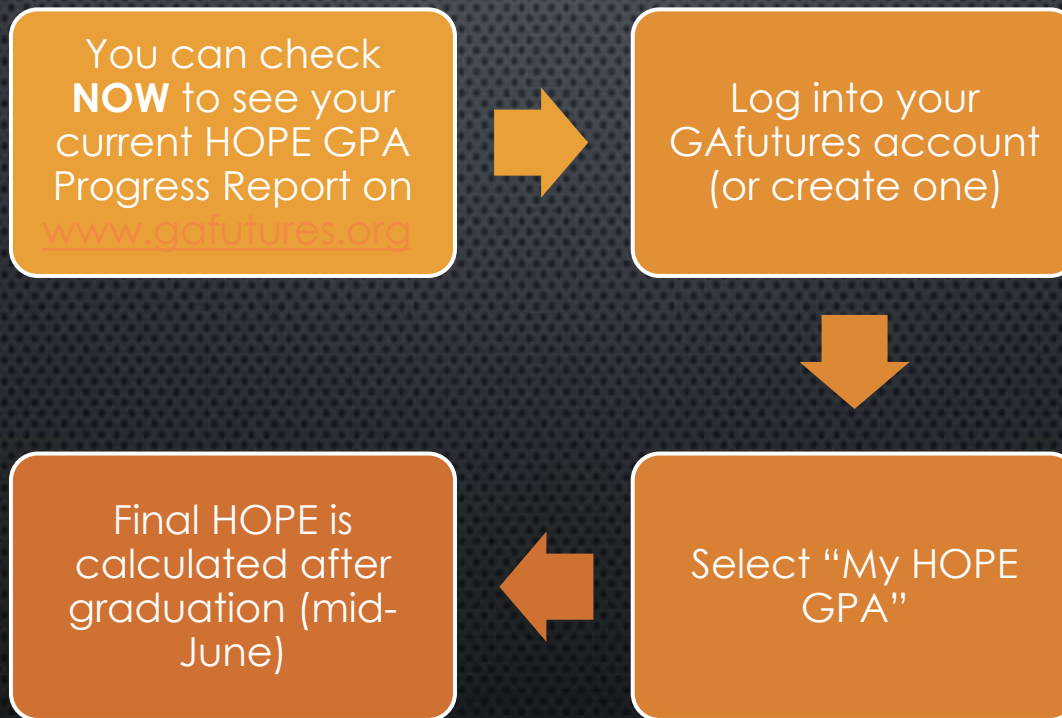 You can check
NOW to see your
current HOPE GPA
Progress Report on
www.gafutures.org
Log into your
GAfutures account
(or create one)
Select “My HOPE
GPA”
Final HOPE is
calculated after
graduation (mid-
June)